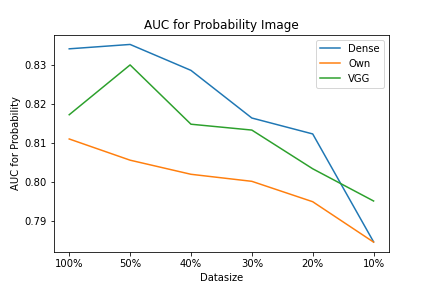 AUC for Probability Image
Dense
Own
VGG
AUC for Probability
0.83
0.82
0.81
0.80
0.79
100%
50%
40%
30%
20%
10%
Datasize